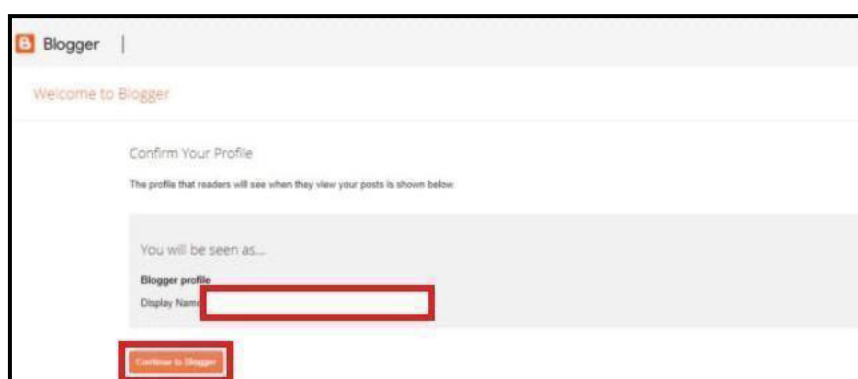 Blogger
Welcome to Blogger
Confirm Your Profile
The profile that readers will see when they view your posts is shown below.
You will be seen as...
Blogger profile
Display Name
Continue to Blogger